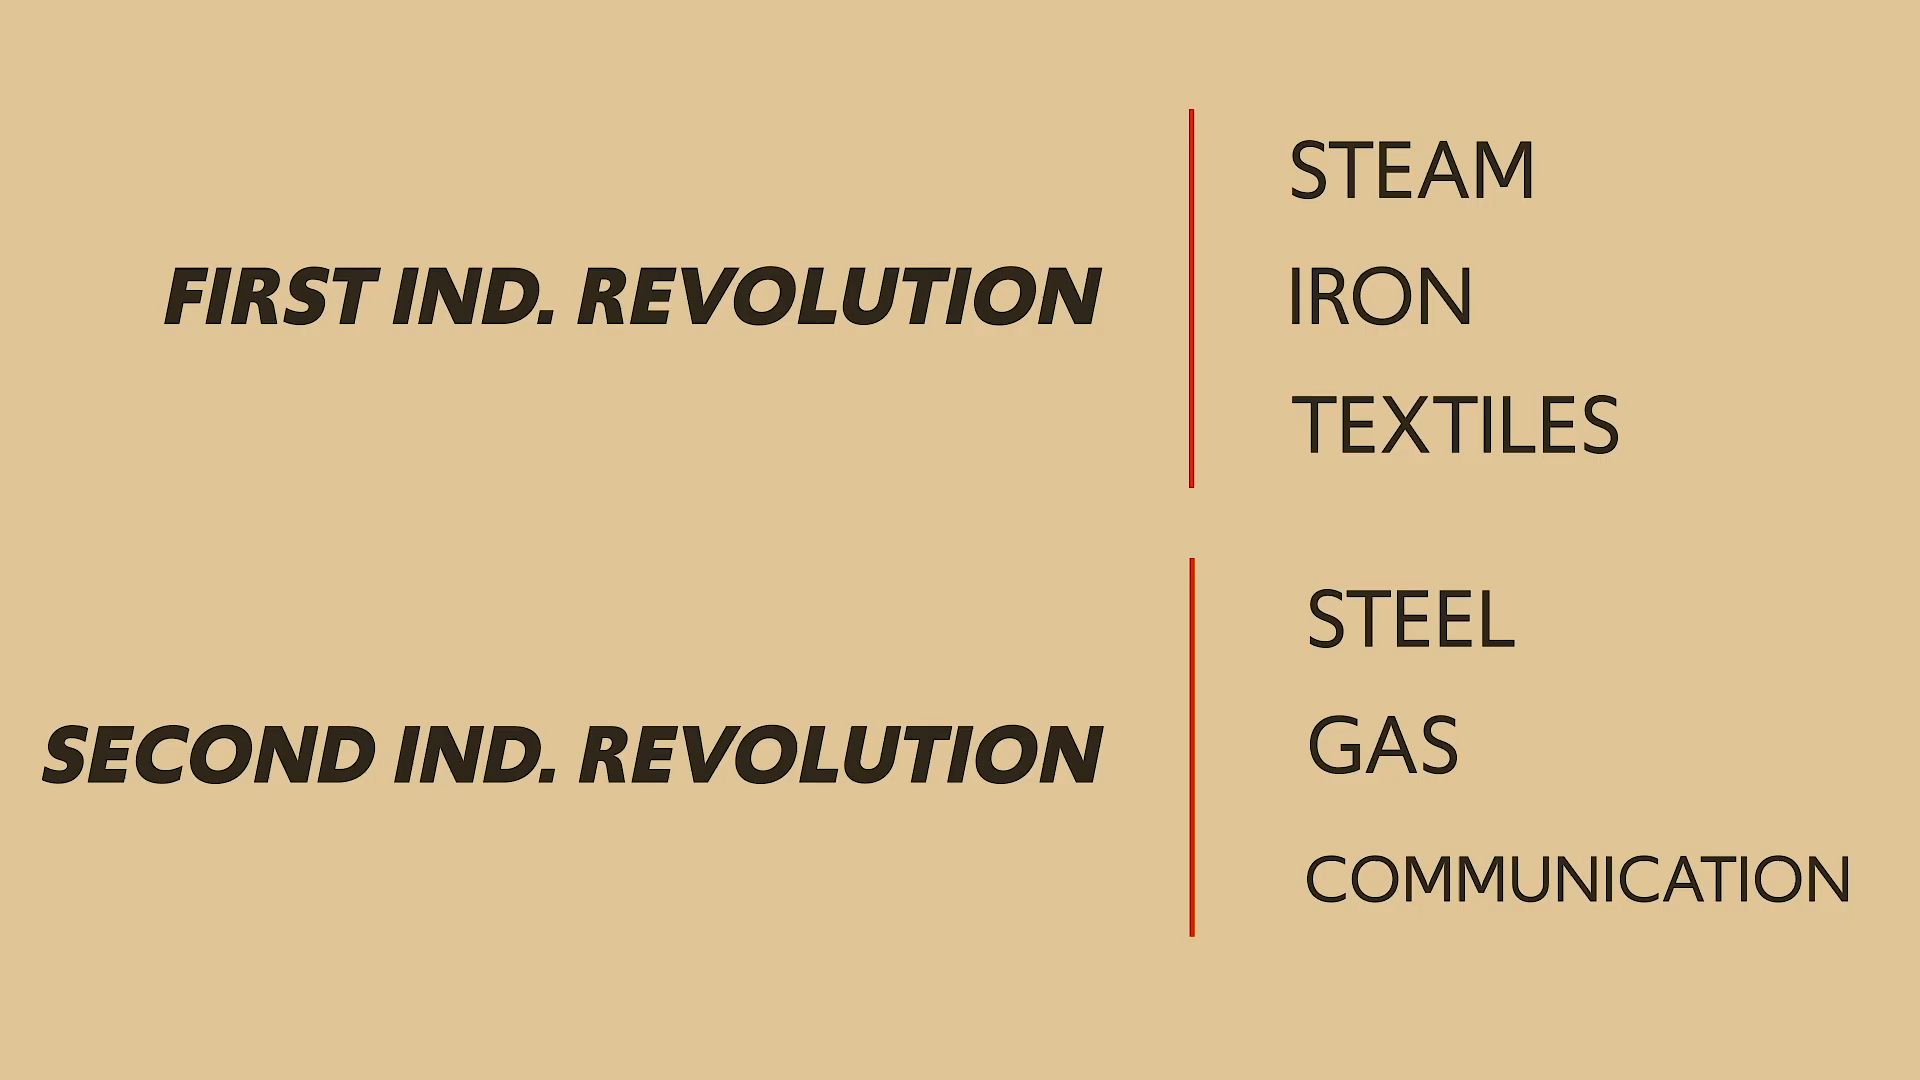 FIRST IND. REVOLUTION
STEAM
IRON
TEXTILES
SECOND IND. REVOLUTION
STEEL
GAS
COMMUNICATION